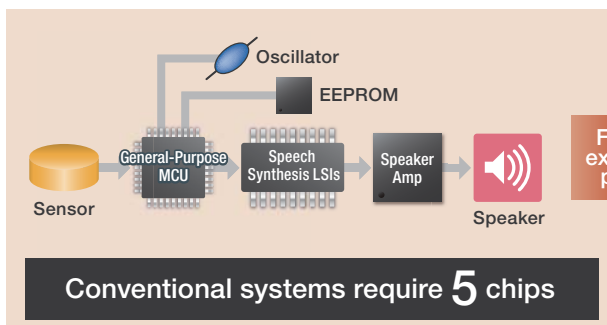 Oscillator
EEPROM
General-Purpose
MCU
Speech
Synthesis LSIs
Speaker
Amp
Sensor
Speaker
Conventional systems require 5 chips